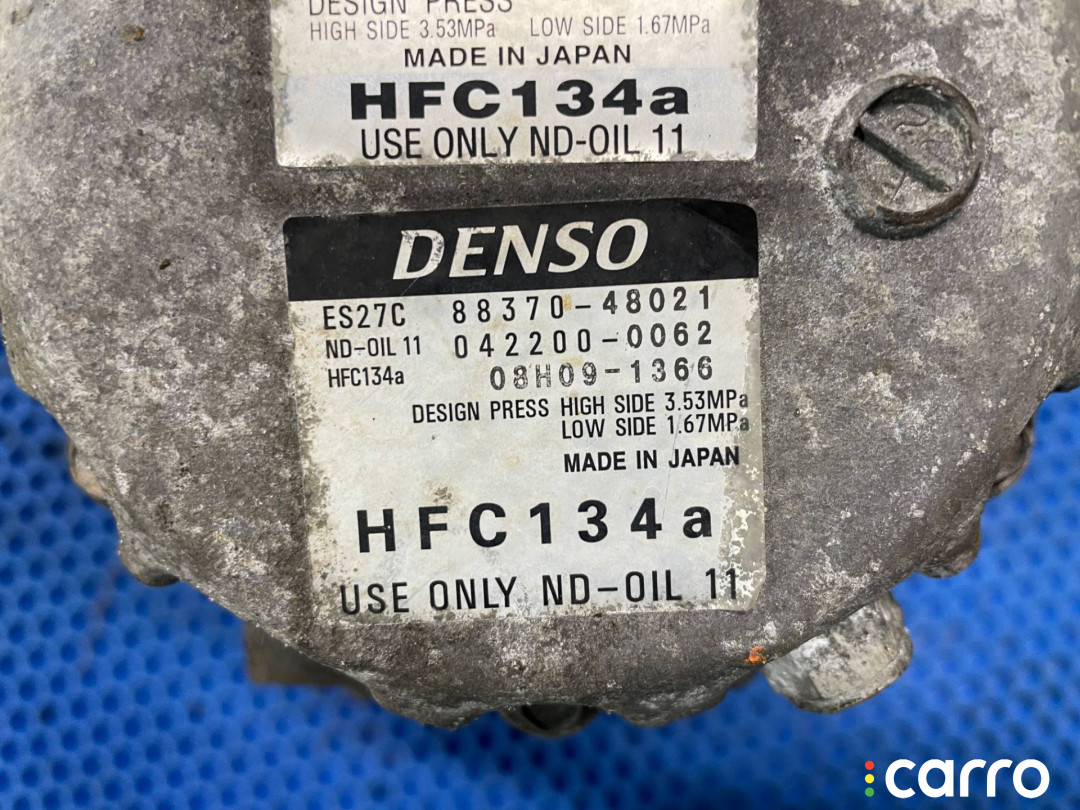 DESIGN PRESS
HIGH SIDE 3.53MPa LOW SIDE 1.67MPa
MADE IN JAPAN
HFC134a
USE ONLY ND-OIL 11
DENSO
ES27C 88370-48021
ND-OIL 11 042200-0062
HFC134a 08H09-1366
DESIGN PRESS HIGH SIDE 3.53MPa
LOW SIDE 1.67MPa
MADE IN JAPAN
HFC134a
USE ONLY ND-OIL 11
carro